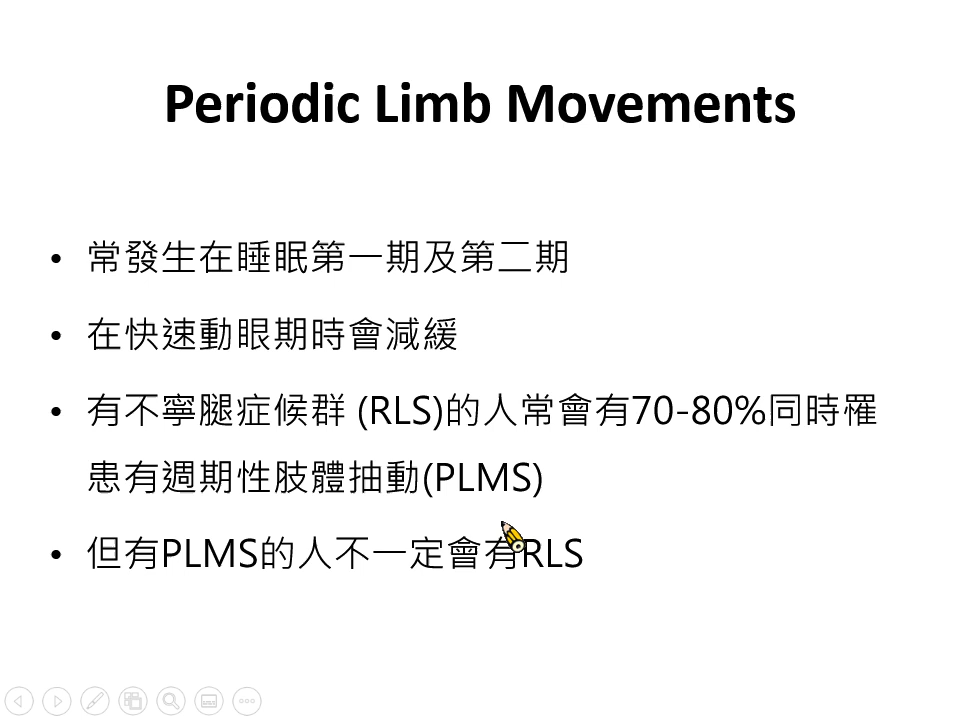 Periodic Limb Movements
• 常發生在睡眠第一期及第二期
• 在快速動眼期時會減緩
• 有不寧腿症候群 (RLS)的人常會有70-80%同時罹
患有週期性肢體抽動(PLMS)
• 但有PLMS的人不一定會有RLS